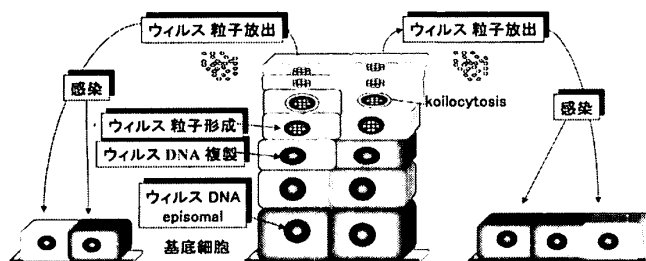 ウィルス 粒子放出
ウィルス 粒子放出
感染
koilocytosis
感染
ウィルス 粒子形成
ウィルス DNA 複製
ウィルス DNA
episomal
基底細胞